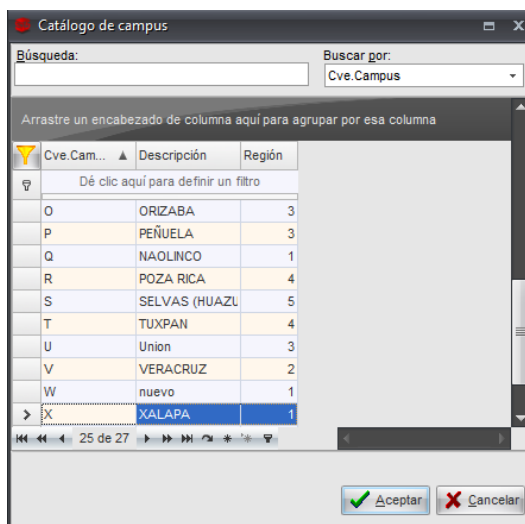 Catálogo de campus
Búsqueda: Buscar por:
Cve.Campus
Arrastre un encabezado de columna aquí para agrupar por esa columna
Cve.Cam... Descripción Región
Dé clic aquí para definir un filtro
O ORIZABA 3
P PEÑUELA 3
Q NAOLINCO 1
R POZA RICA 4
S SELVAS (HUAZU 5
T TUXPAN 4
U Union 3
V VERACRUZ 2
W nuevo 1
X XALAPA 1
25 de 27
Aceptar Cancelar